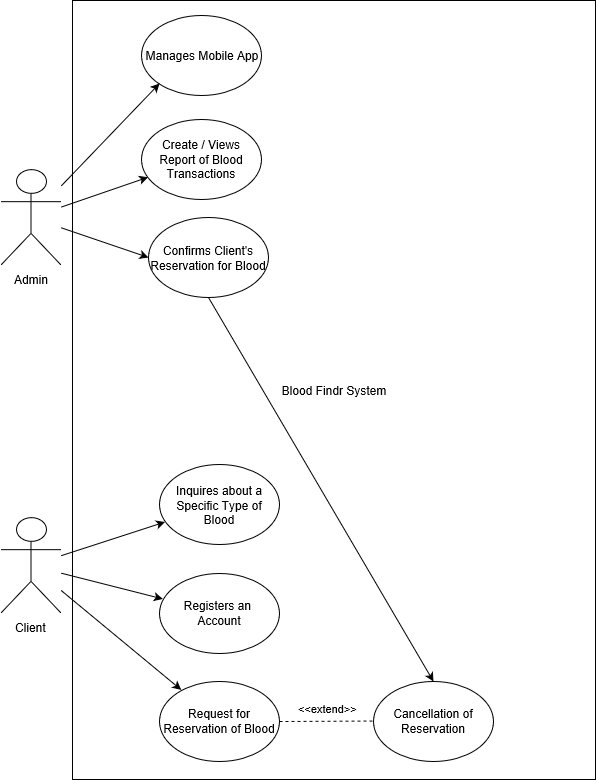 Manages Mobile App
Create / Views
Report of Blood
Transactions
Admin
Confirms Client's
Reservation for Blood
Blood Findr System
Inquires about a
Specific Type of
Blood
Client
Registers an
Account
Request for
Reservation of Blood
<<extend>>
Cancellation of
Reservation